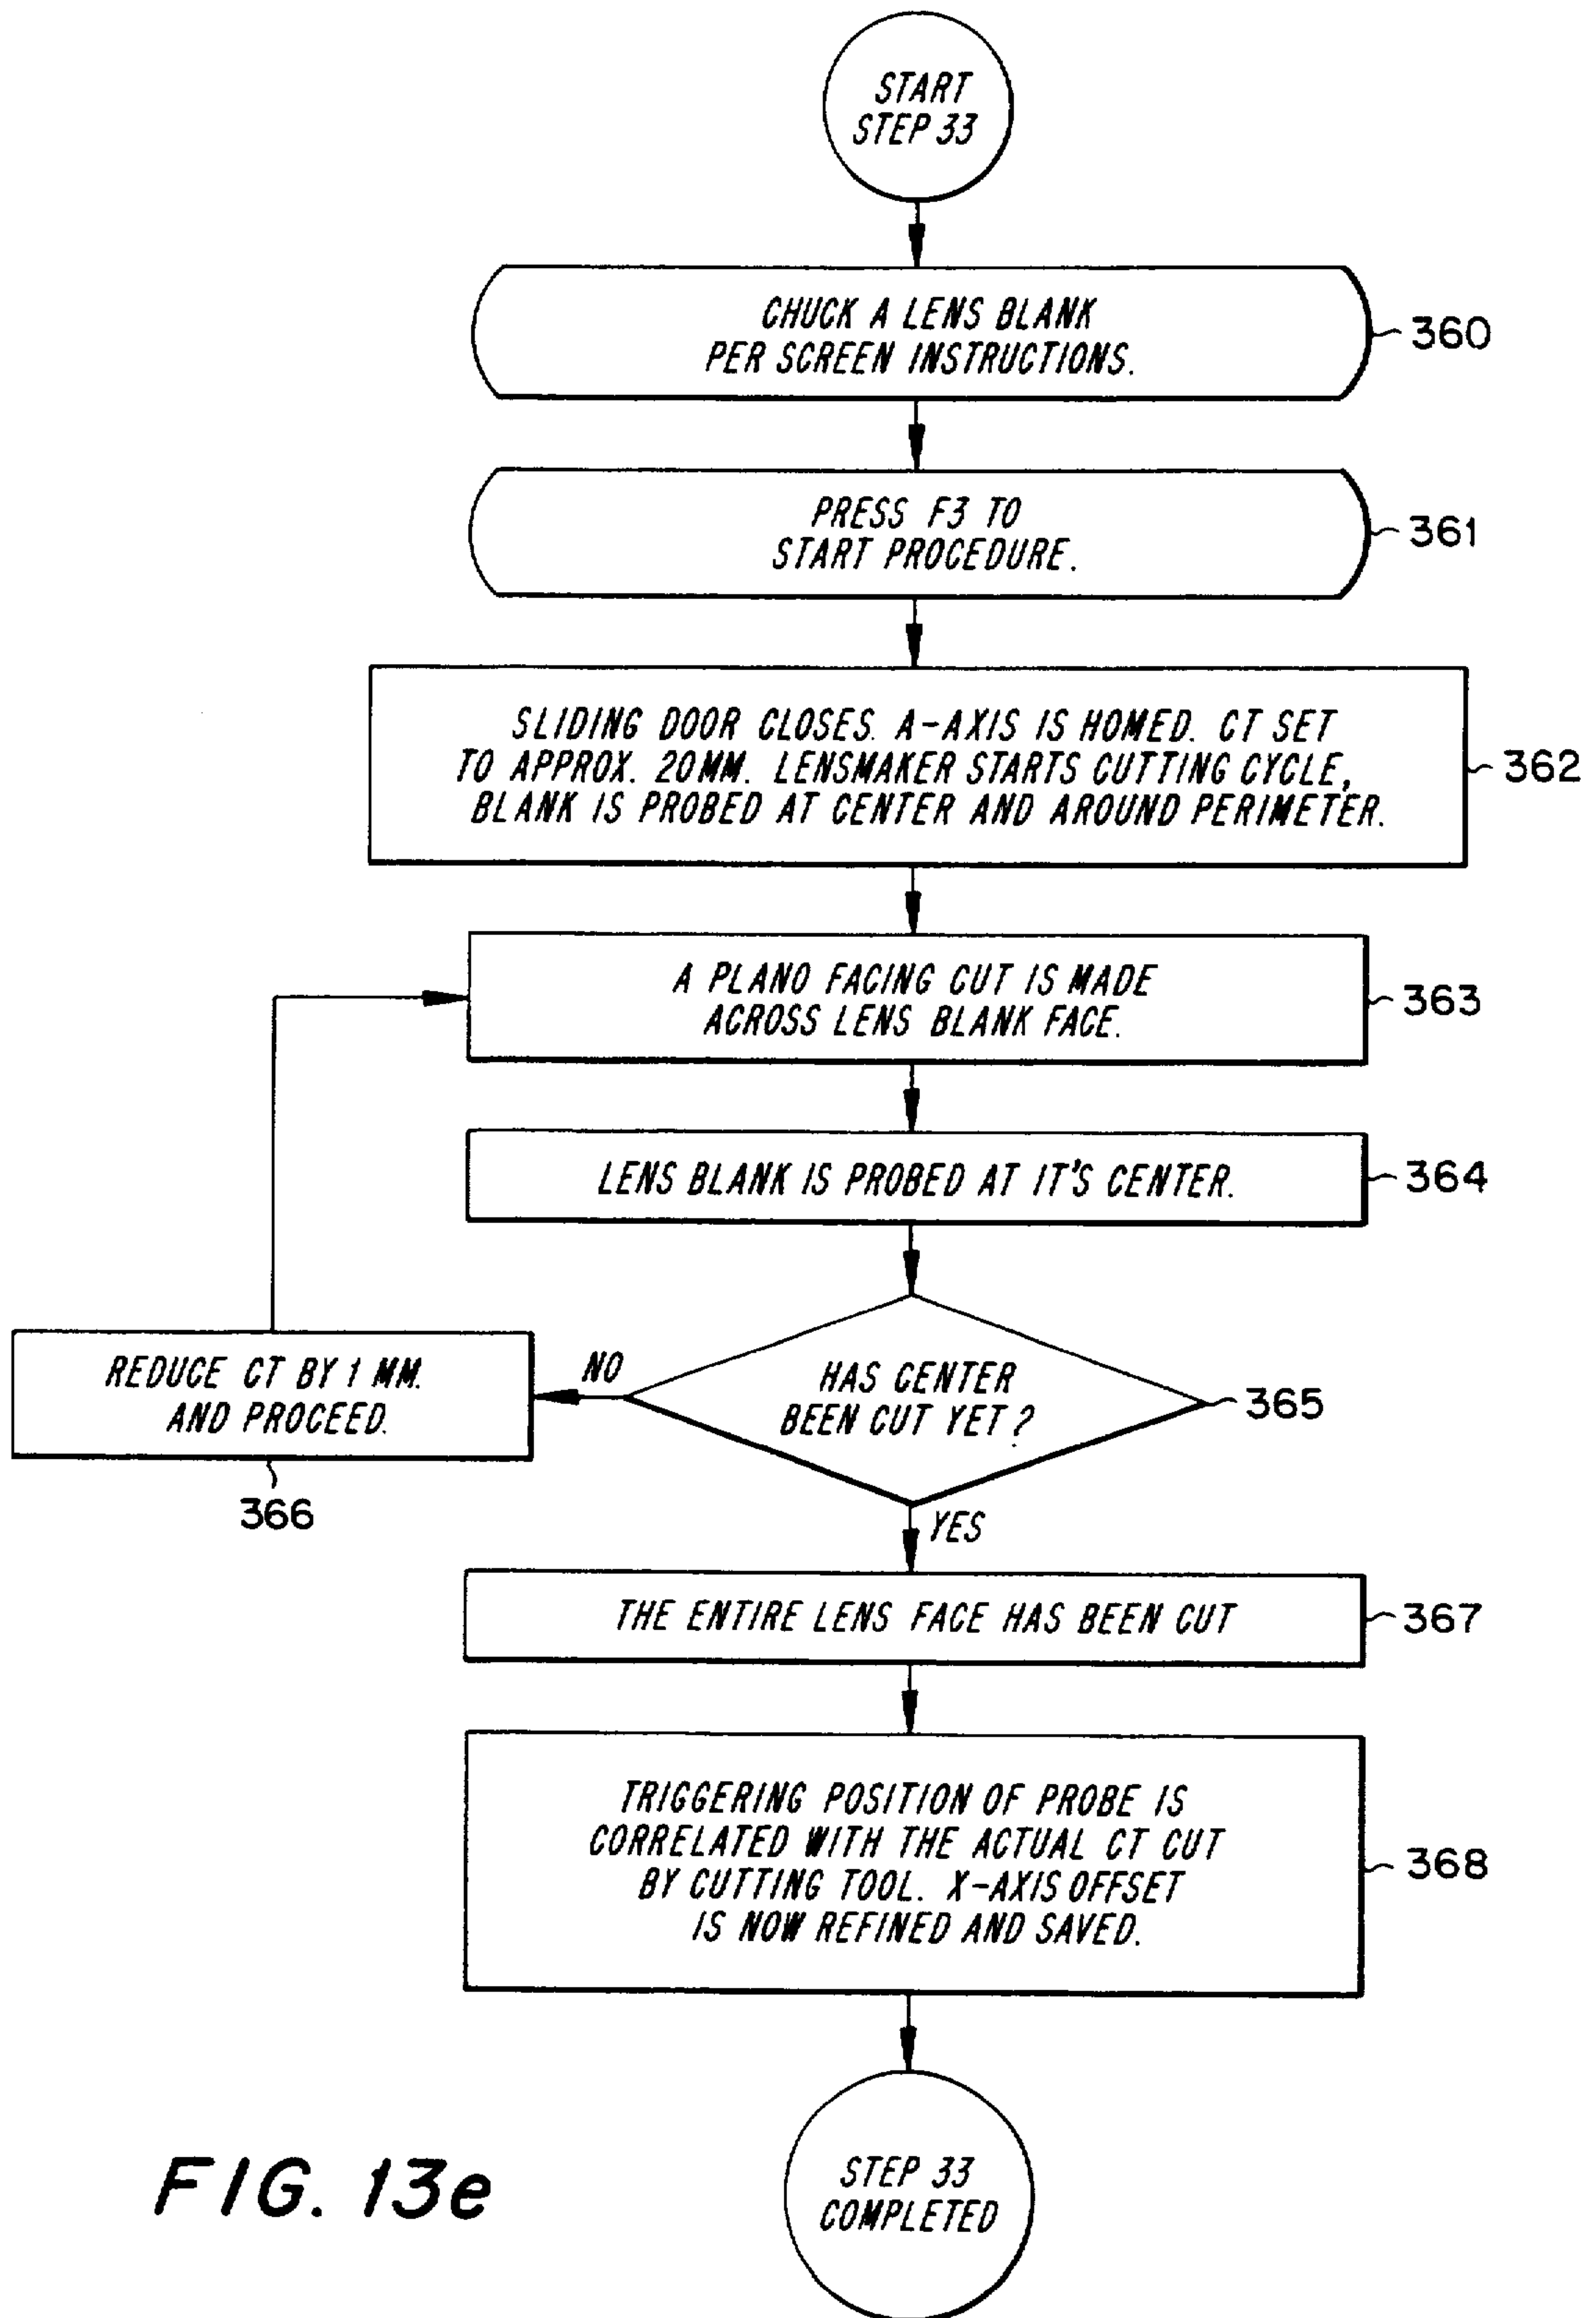 START
STEP 33
CHUCK A LENS BLANK
PER SCREEN INSTRUCTIONS.
360
PRESS F3 TO
START PROCEDURE.
361
SLIDING DOOR CLOSES. A-AXIS IS HOMED. CT SET
TO APPROX. 20MM. LENSMAKER STARTS CUTTING CYCLE,
BLANK IS PROBED AT CENTER AND AROUND PERIMETER.
362
A PLANO FACING CUT IS MADE
ACROSS LENS BLANK FACE.
363
LENS BLANK IS PROBED AT IT'S CENTER.
364
HAS CENTER
BEEN CUT YET?
365
NO
REDUCE CT BY 1 MM.
AND PROCEED.
366
YES
THE ENTIRE LENS FACE HAS BEEN CUT
367
TRIGGERING POSITION OF PROBE IS
CORRELATED WITH THE ACTUAL CT CUT
BY CUTTING TOOL. X-AXIS OFFSET
IS NOW REFINED AND SAVED.
368
STEP 33
COMPLETED
FIG. 13e